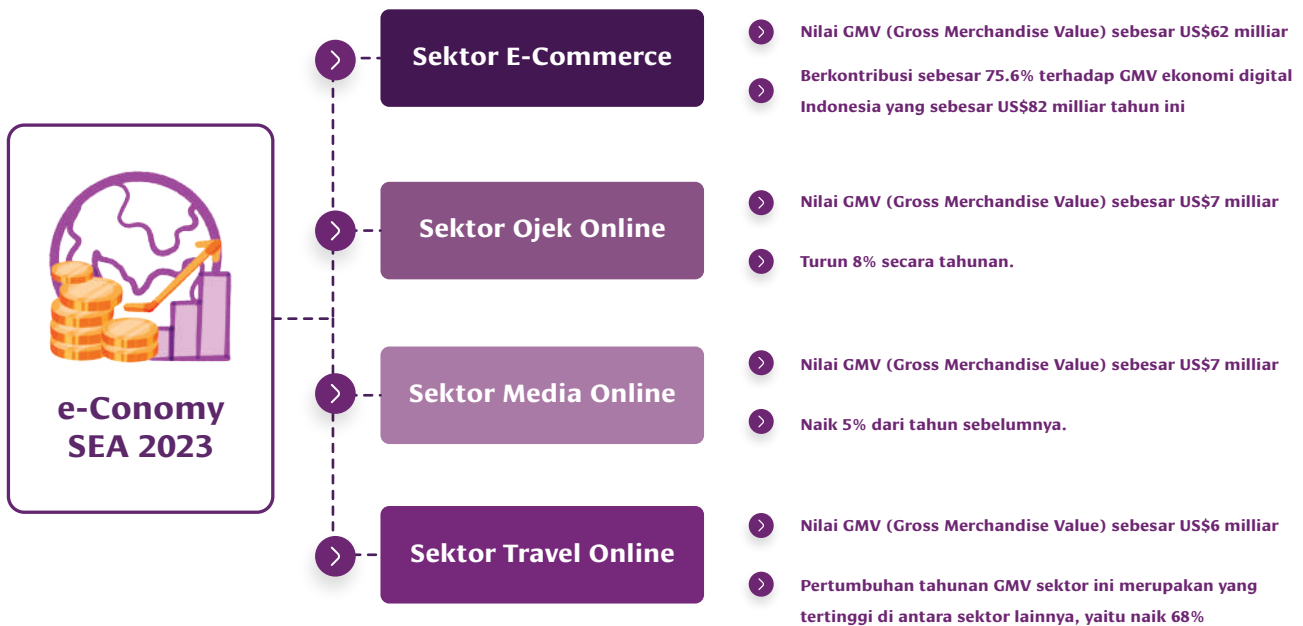 e-Conomy
SEA 2023
Sektor E-Commerce
Nilai GMV (Gross Merchandise Value) sebesar US$62 milliar
Berkontribusi sebesar 75.6% terhadap GMV ekonomi digital
Indonesia yang sebesar US$82 milliar tahun ini
Sektor Ojek Online
Nilai GMV (Gross Merchandise Value) sebesar US$7 milliar
Turun 8% secara tahunan.
Sektor Media Online
Nilai GMV (Gross Merchandise Value) sebesar US$7 milliar
Naik 5% dari tahun sebelumnya.
Sektor Travel Online
Nilai GMV (Gross Merchandise Value) sebesar US$6 milliar
Pertumbuhan tahunan GMV sektor ini merupakan yang
tertinggi di antara sektor lainnya, yaitu naik 68%